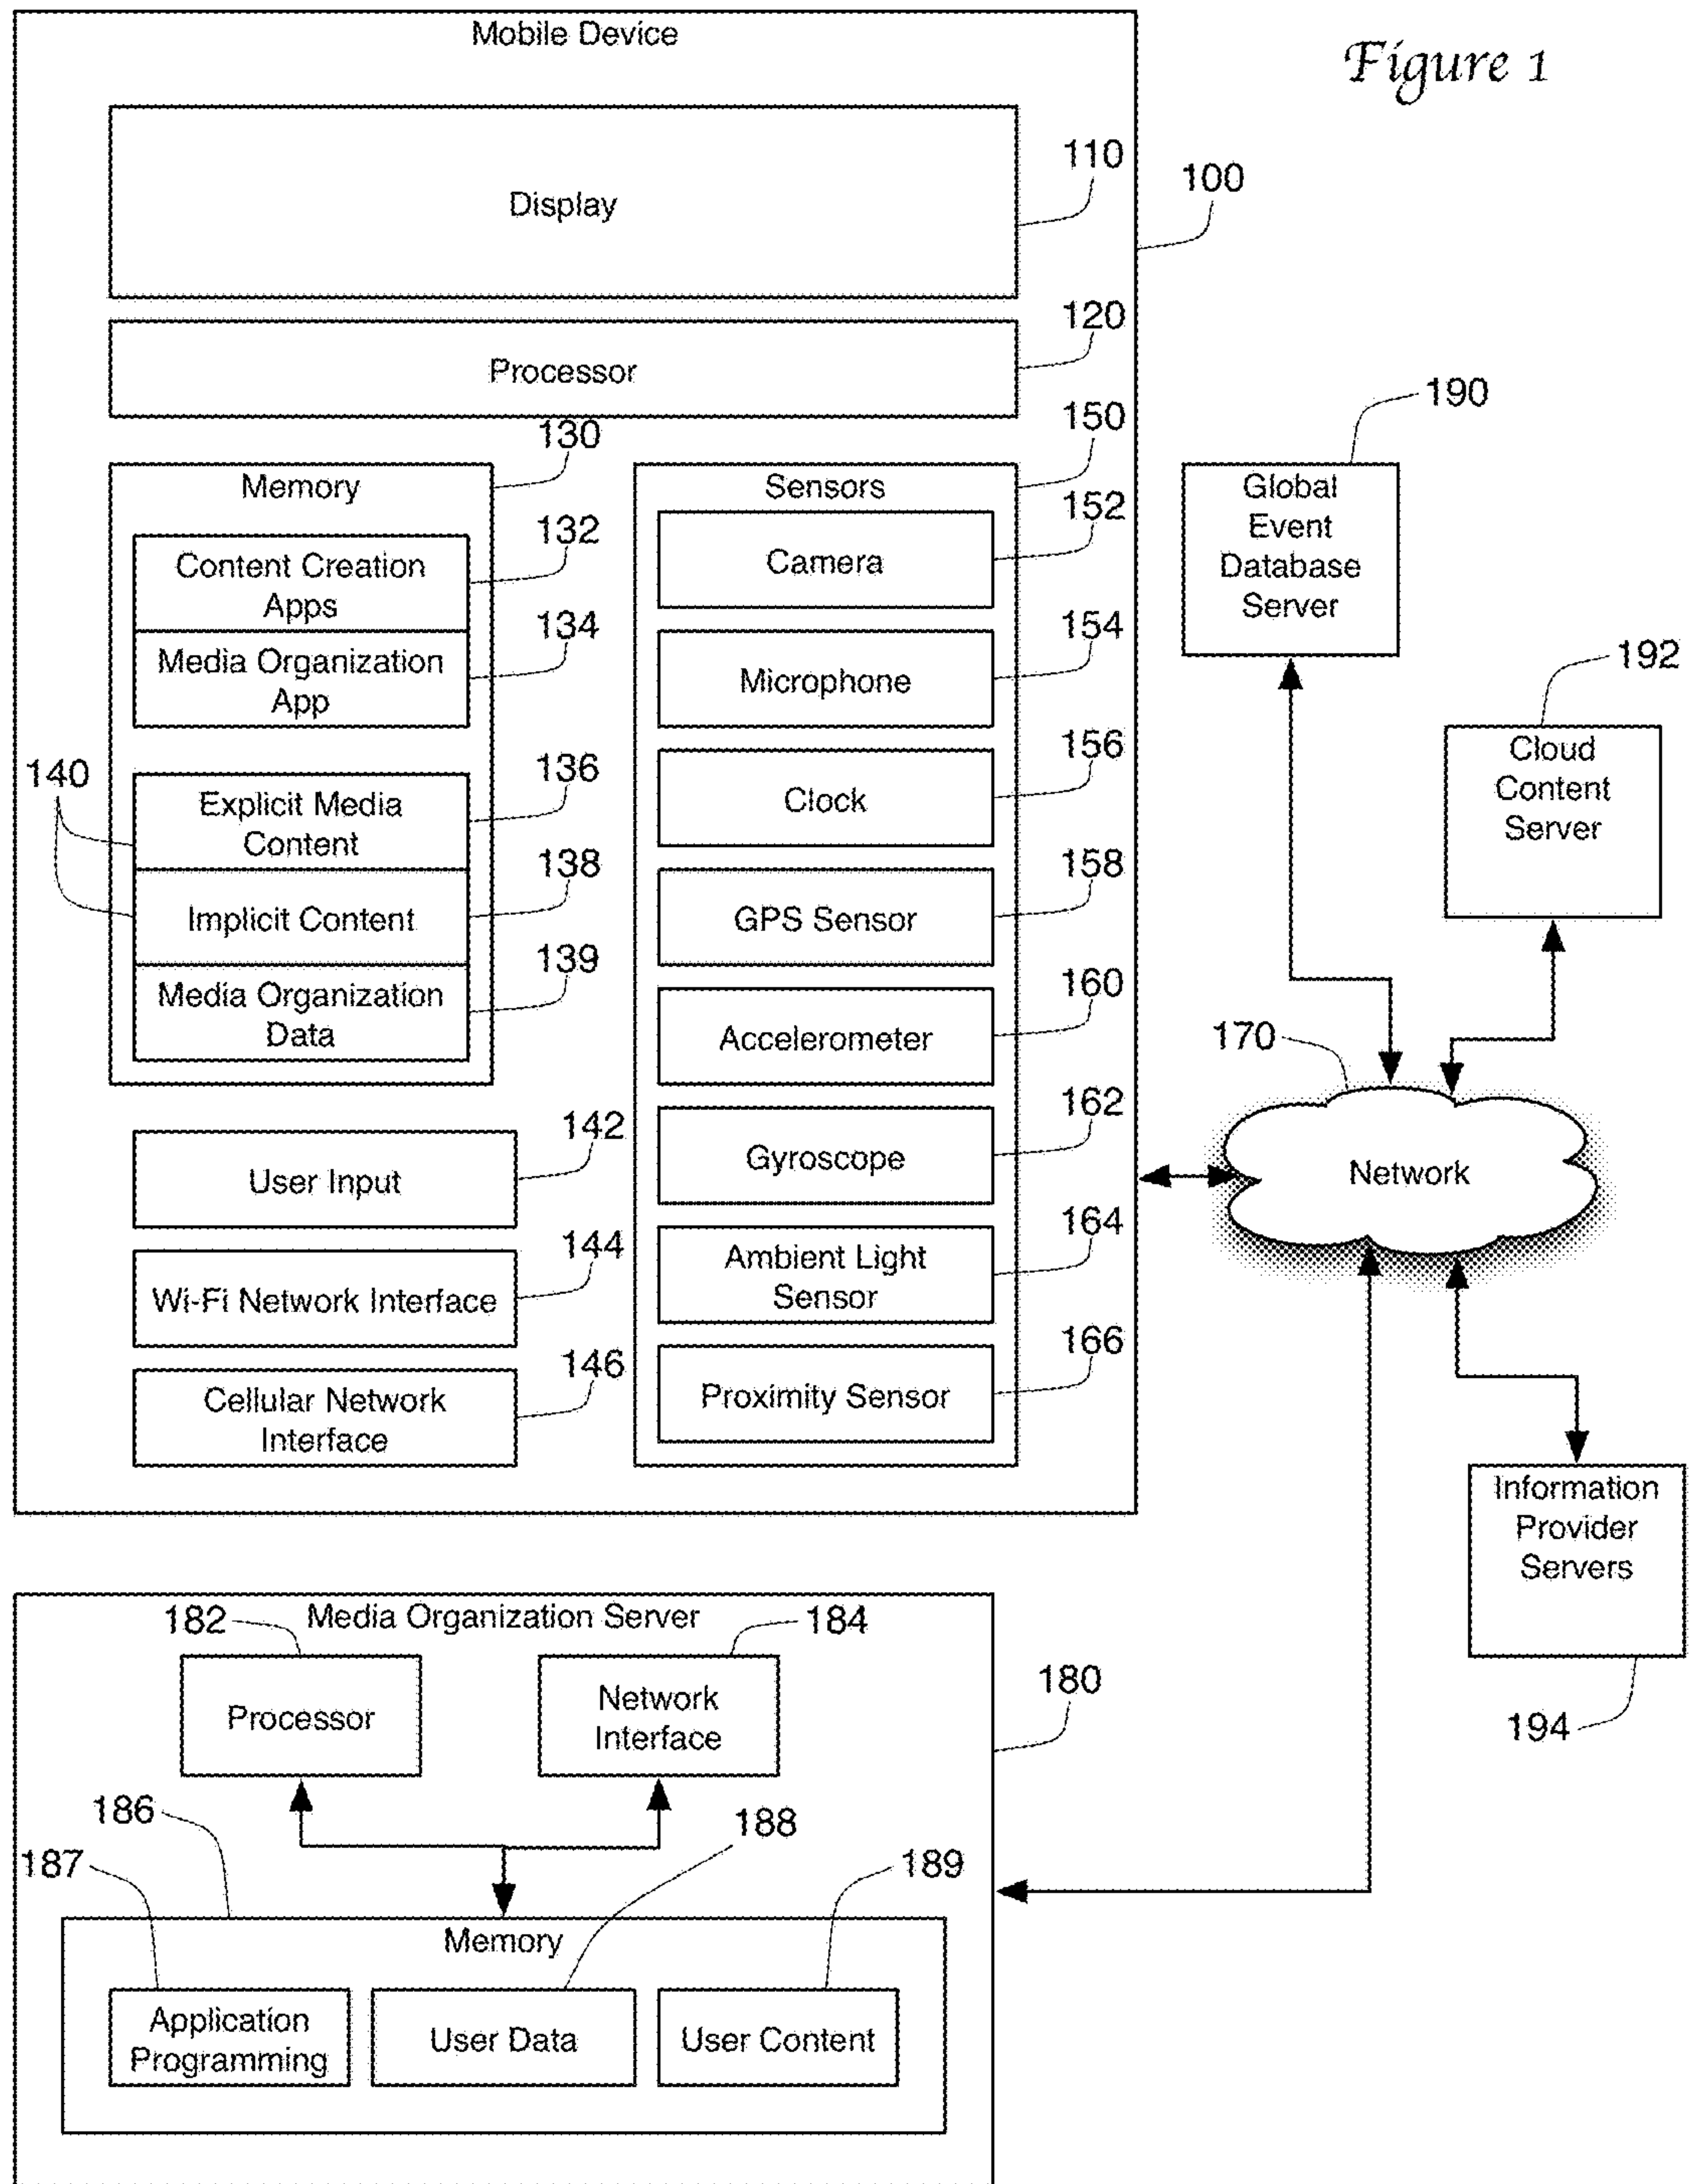 Figure 1
Mobile Device
110
100
Display
120
Processor
130
150
Memory
Sensors
132
Content Creation
Apps
134
Media Organization
App
140
136
Explicit Media
Content
138
Implicit Content
139
Media Organization
Data
142
User Input
144
Wi-Fi Network Interface
146
Cellular Network
Interface
152
Camera
154
Microphone
156
Clock
158
GPS Sensor
160
Accelerometer
162
Gyroscope
164
Ambient Light
Sensor
166
Proximity Sensor
190
Global
Event
Database
Server
192
Cloud
Content
Server
170
Network
Information
Provider
Servers
194
Media Organization Server
182
184
Processor
Network
Interface
180
186
188
187
189
Memory
Application
Programming
User Data
User Content